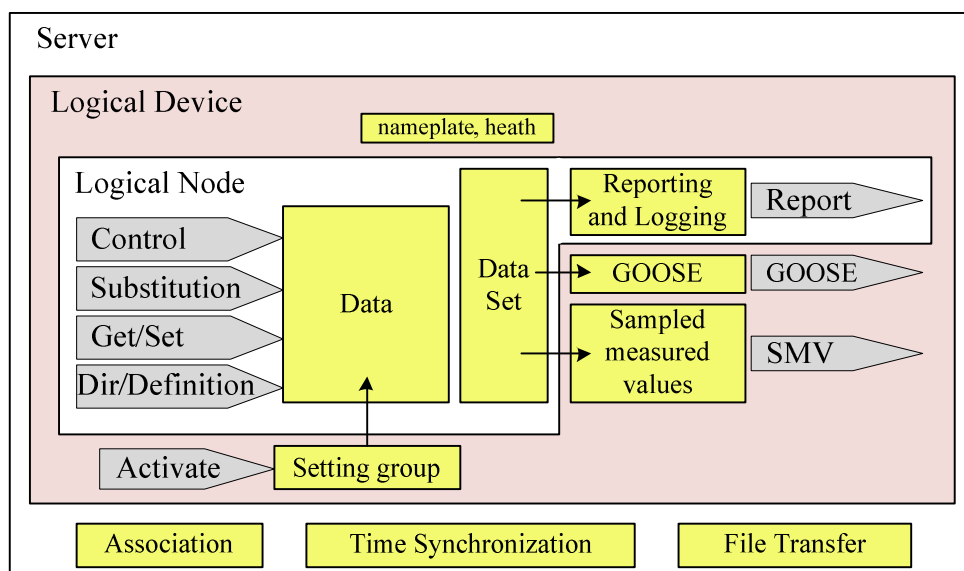 Server
Logical Device
nameplate, heath
Logical Node
Control
Substitution
Get/Set
Dir/Definition
Data
Data
Set
Reporting
and Logging
Report
GOOSE
GOOSE
Sampled
measured
values
SMV
Activate
Setting group
Association
Time Synchronization
File Transfer